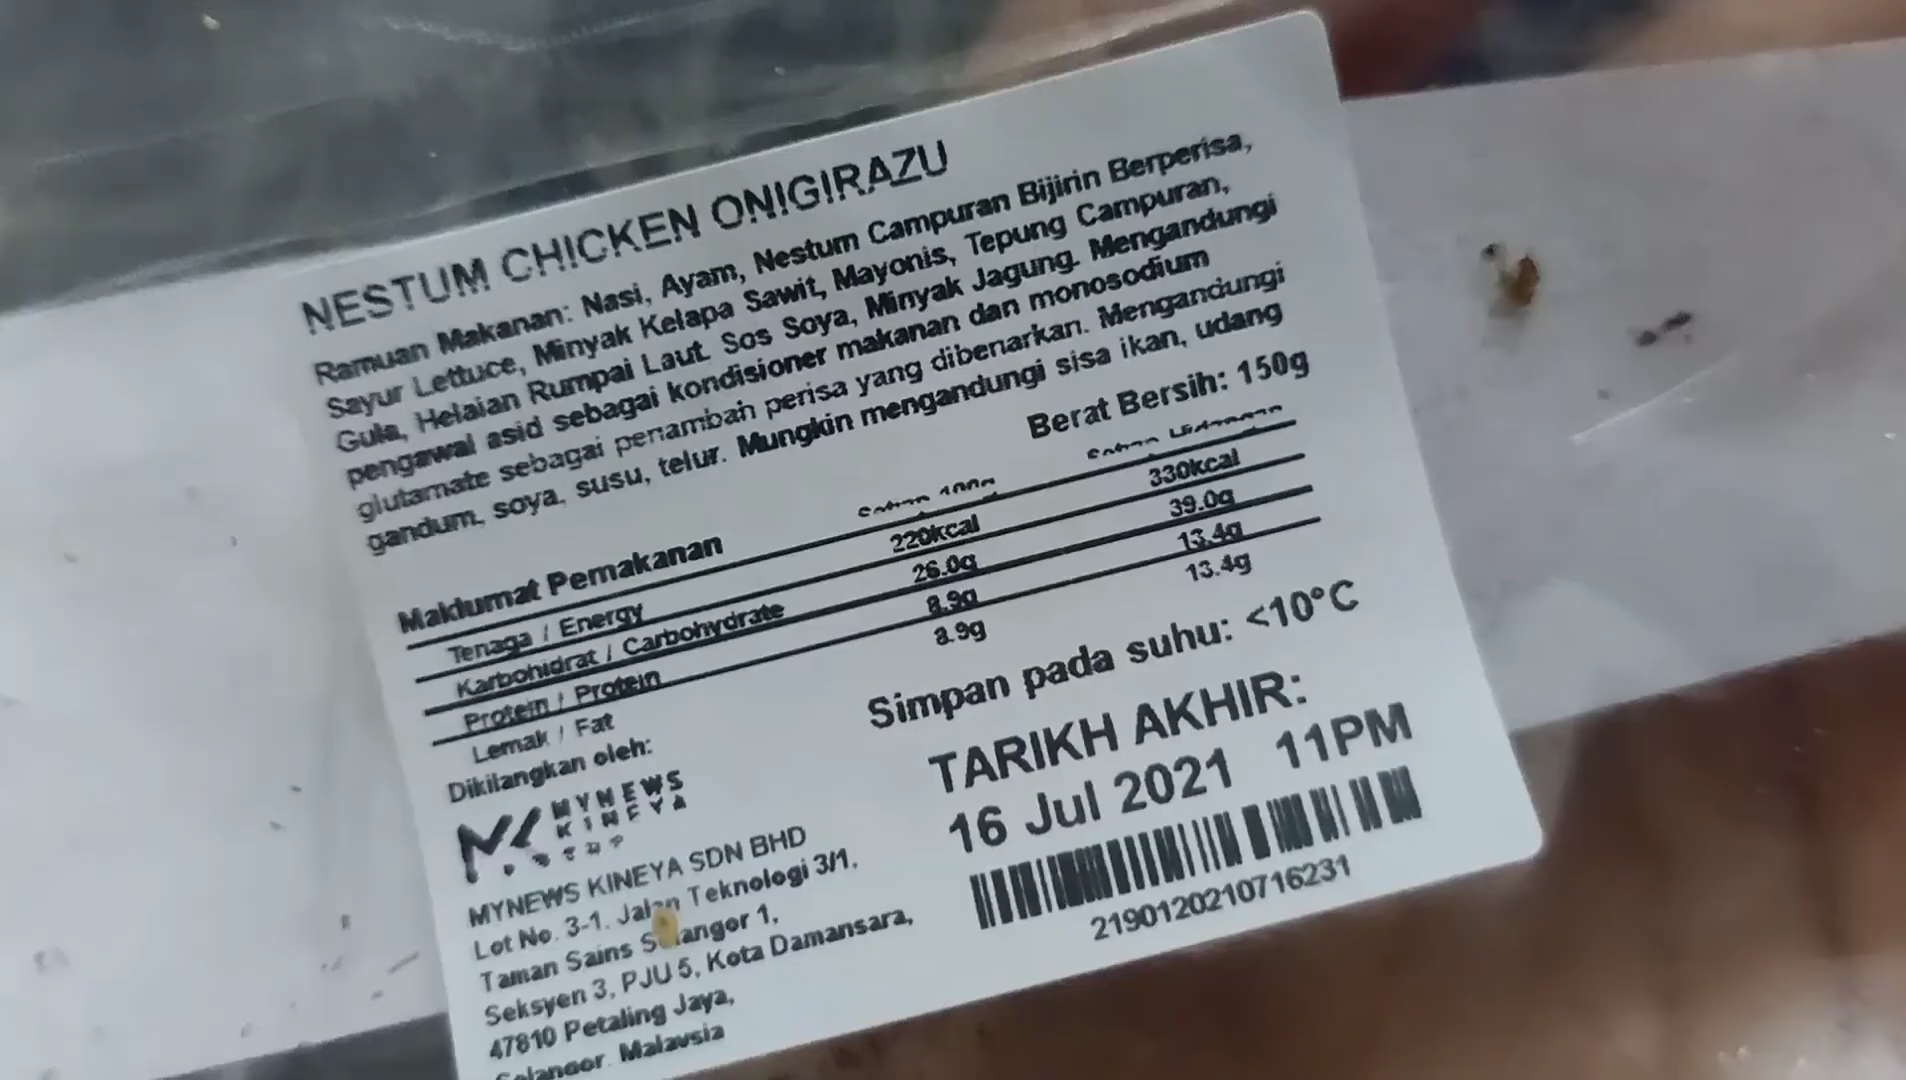 NESTUM CHICKEN ONIGIRAZU
Ramuan Makanan: Nasi, Ayam, Nestum Campuran Bijirin Berperisa,
Sayur Lettuce, Minyak Kelapa Sawit, Mayonis, Tepung Campuran,
Gula, Helaian Rumpai Laut. Sos Soya, Minyak Jagung. Mengandungi
pengawal asid sebagai kondisioner makanan dan monosodium
glutamate sebagai penambah perisa yang dibenarkan. Mengandungi
gandum, soya, susu, telur. Mungkin mengandungi sisa ikan, udang
Berat Bersih: 150g
Maklumat Pemakanan
Tenaga / Energy 220kcal 330kcal
Karbohidrat / Carbohydrate 26.0g 39.0g
Protein / Protein 8.9g 13.4g
Lemak / Fat 8.9g 13.4g
Dikilangkan oleh:
MYNEWS
KINEYA
MYNEWS KINEYA SDN BHD
Lot No. 3-1. Jalan Teknologi 3/1,
Taman Sains Selangor 1,
Seksyen 3, PJU 5, Kota Damansara,
47810 Petaling Jaya,
Selangor. Malaysia
Simpan pada suhu: <10°C
TARIKH AKHIR:
16 Jul 2021 11PM
2190120210716231